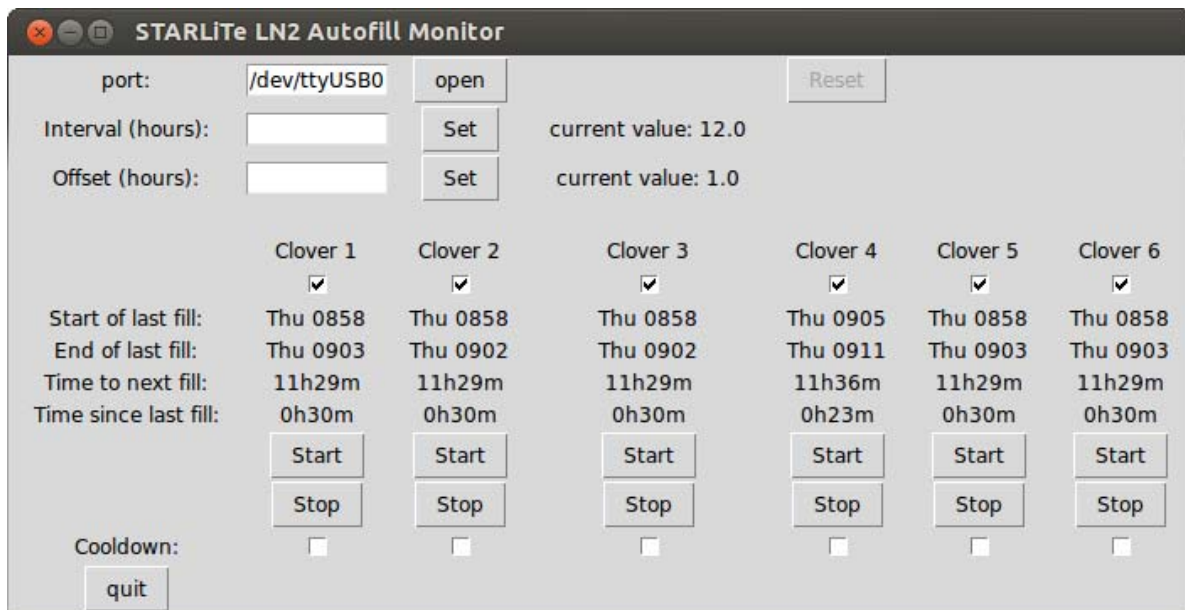 STARLiTe LN2 Autofill Monitor
port: /dev/ttyUSB0 open Reset
Interval (hours): Set current value: 12.0
Offset (hours): Set current value: 1.0
Clover 1 Clover 2 Clover 3 Clover 4 Clover 5 Clover 6
Start of last fill: Thu 0858 Thu 0858 Thu 0858 Thu 0905 Thu 0858 Thu 0858
End of last fill: Thu 0903 Thu 0902 Thu 0902 Thu 0911 Thu 0903 Thu 0903
Time to next fill: 11h29m 11h29m 11h29m 11h36m 11h29m 11h29m
Time since last fill: 0h30m 0h30m 0h30m 0h23m 0h30m 0h30m
Start Start Start Start Start Start
Stop Stop Stop Stop Stop Stop
Cooldown:
quit